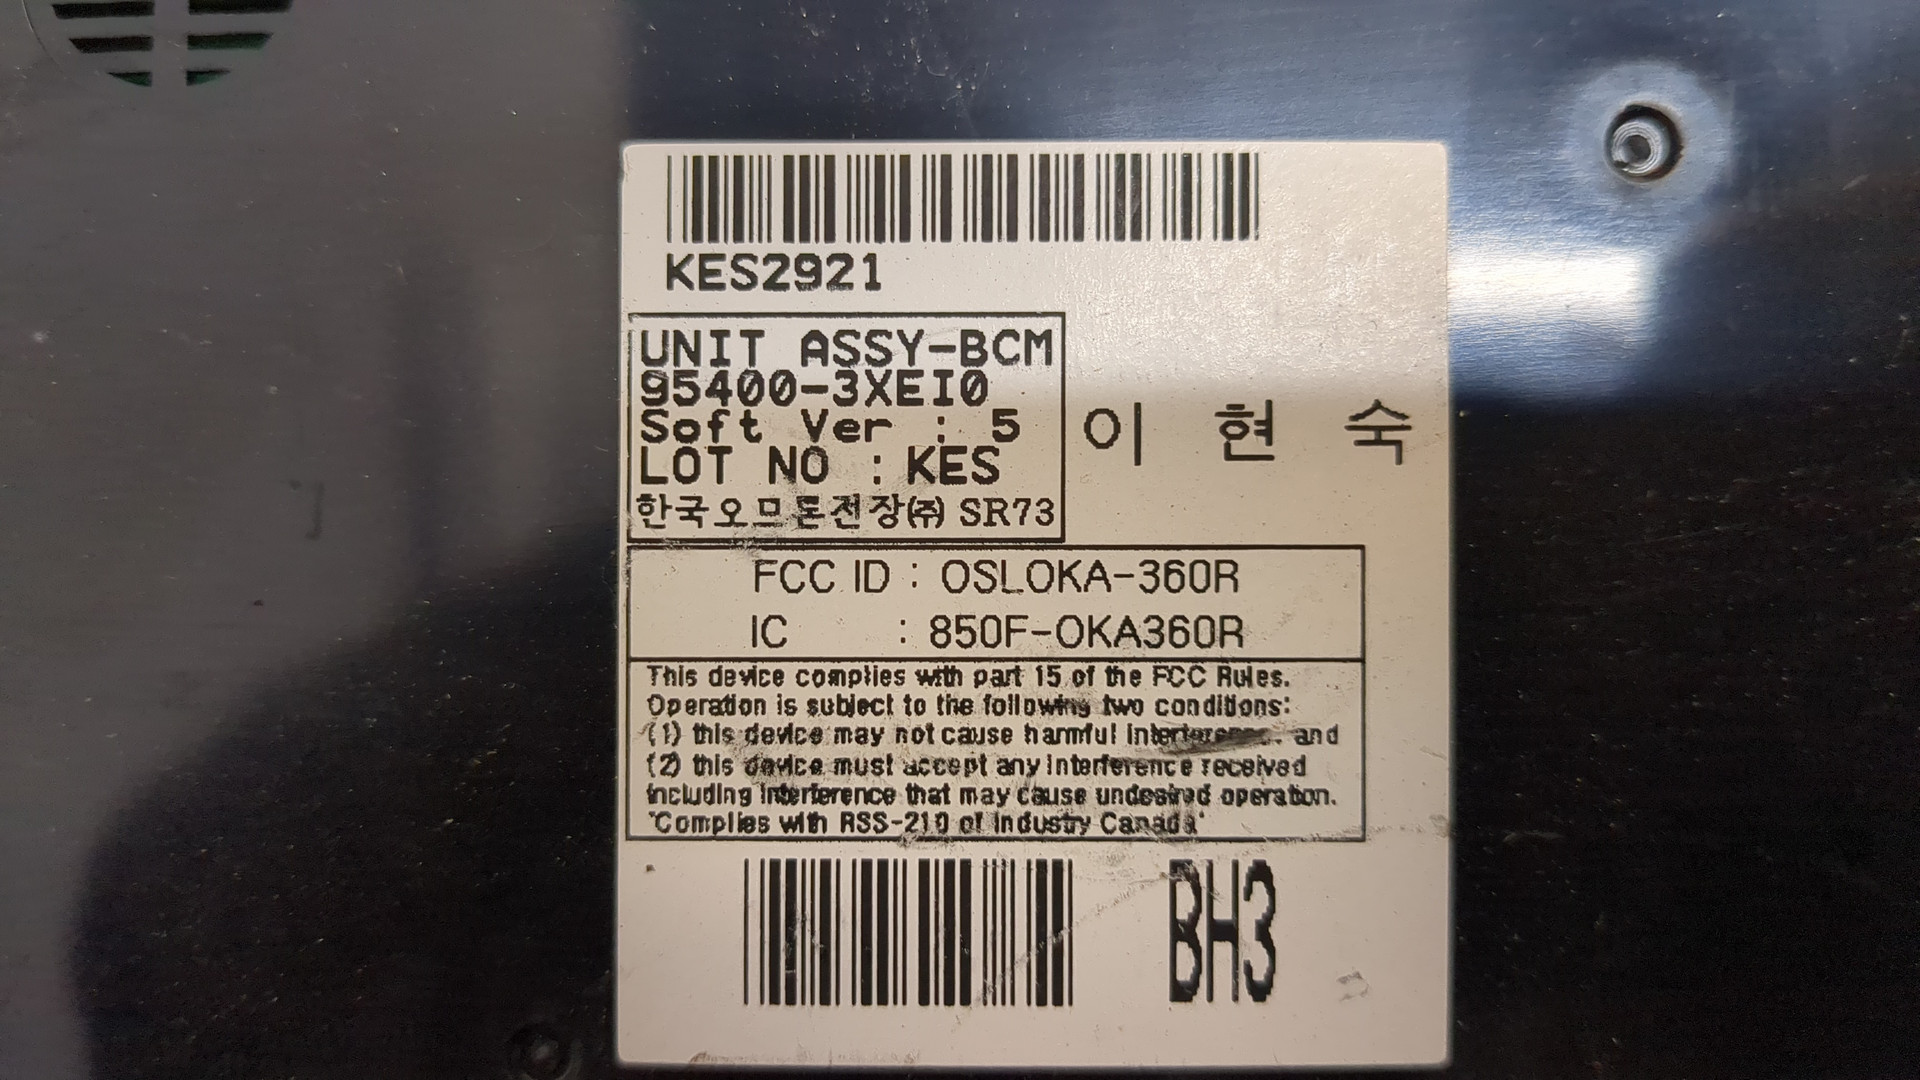 KES2921
UNIT ASSY-BCM
95400-3XEI0
Soft Ver : 5
LOT NO : KES
한국오므론전장㈜ SR73
이 현 숙
FCC ID : OSLOKA-360R
IC : 850F-OKA360R
This device complies with part 15 of the FCC Rules.
Operation is subject to the following two conditions:
(1) this device may not cause harmful interference. and
(2) this device must accept any interference received
including interference that may cause undesired operation.
"Complies with RSS-210 of Industry Canada"
BH3